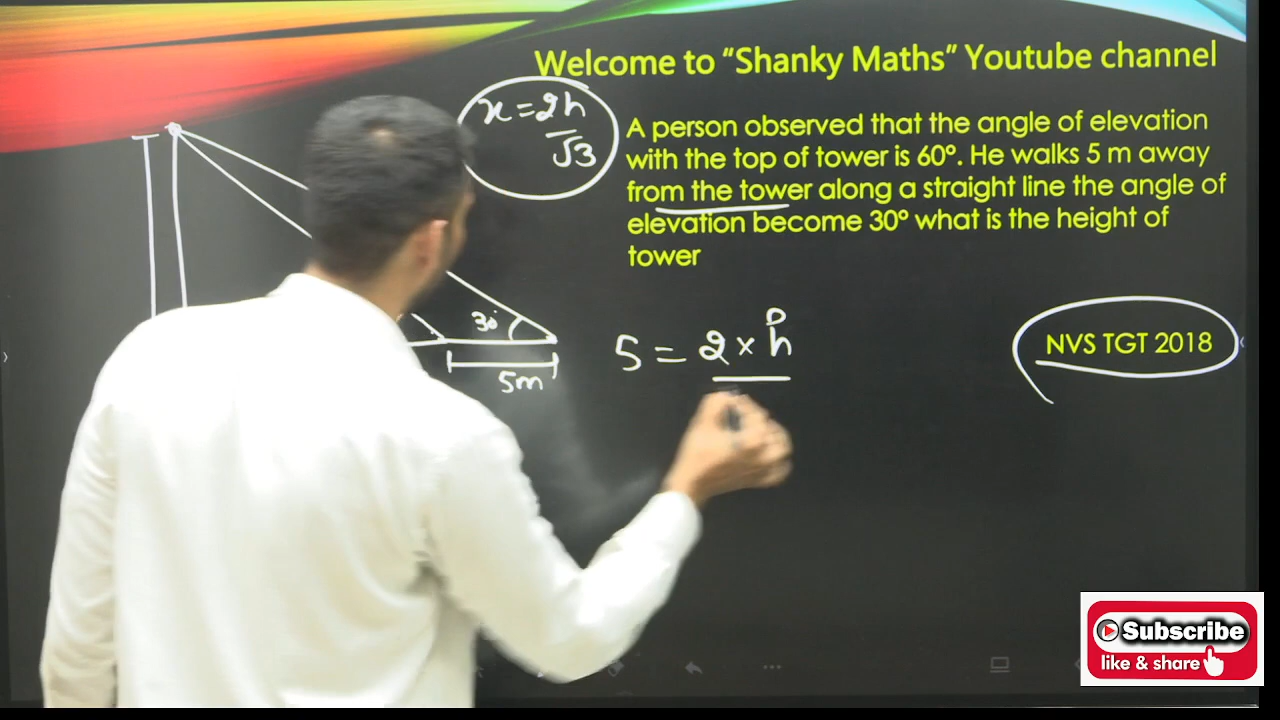 Welcome to “Shanky Maths” Youtube channel
x = 2h
√3
A person observed that the angle of elevation
with the top of tower is 60°. He walks 5 m away
from the tower along a straight line the angle of
elevation become 30° what is the height of
tower
30°
5m
5 = 2 × h
NVS TGT 2018
Subscribe
like & share